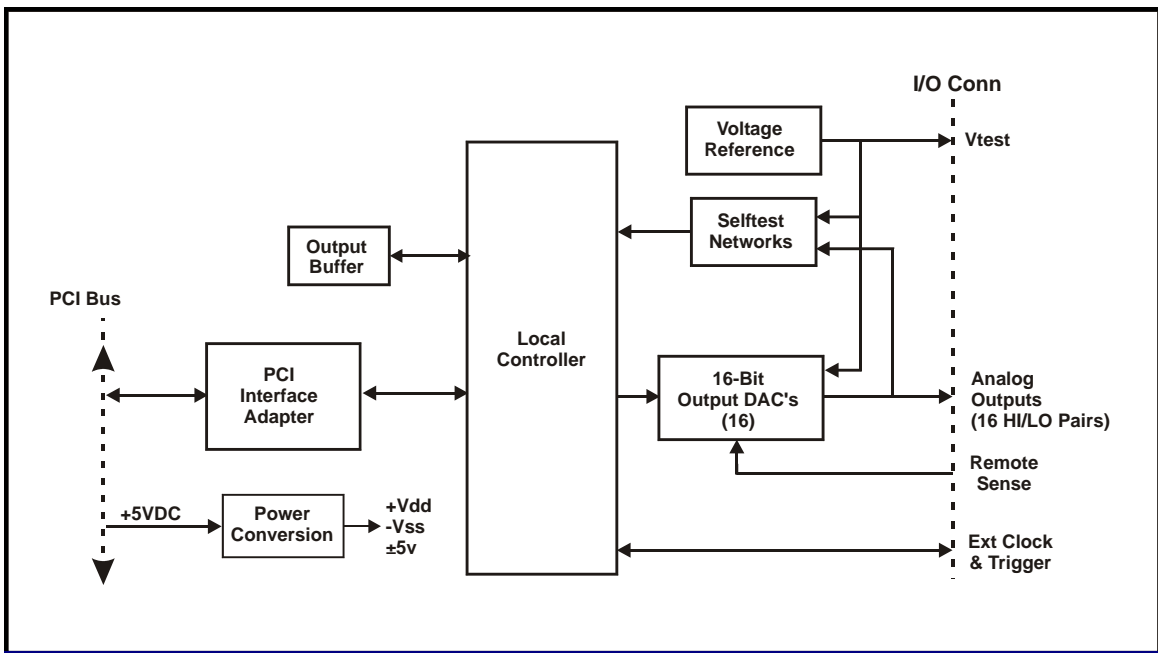 I/O Conn
Voltage
Reference
Vtest
Selftest
Networks
Output
Buffer
PCI Bus
Local
Controller
PCI
Interface
Adapter
16-Bit
Output DAC's
(16)
Analog
Outputs
(16 HI/LO Pairs)
Remote
Sense
+5VDC
Power
Conversion
+Vdd
-Vss
±5v
Ext Clock
& Trigger